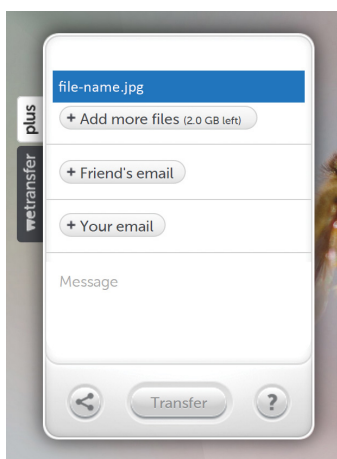 file-name.jpg
+ Add more files (2.0 GB left)
+ Friend's email
+ Your email
Message
Transfer
?
plus
wetransfer